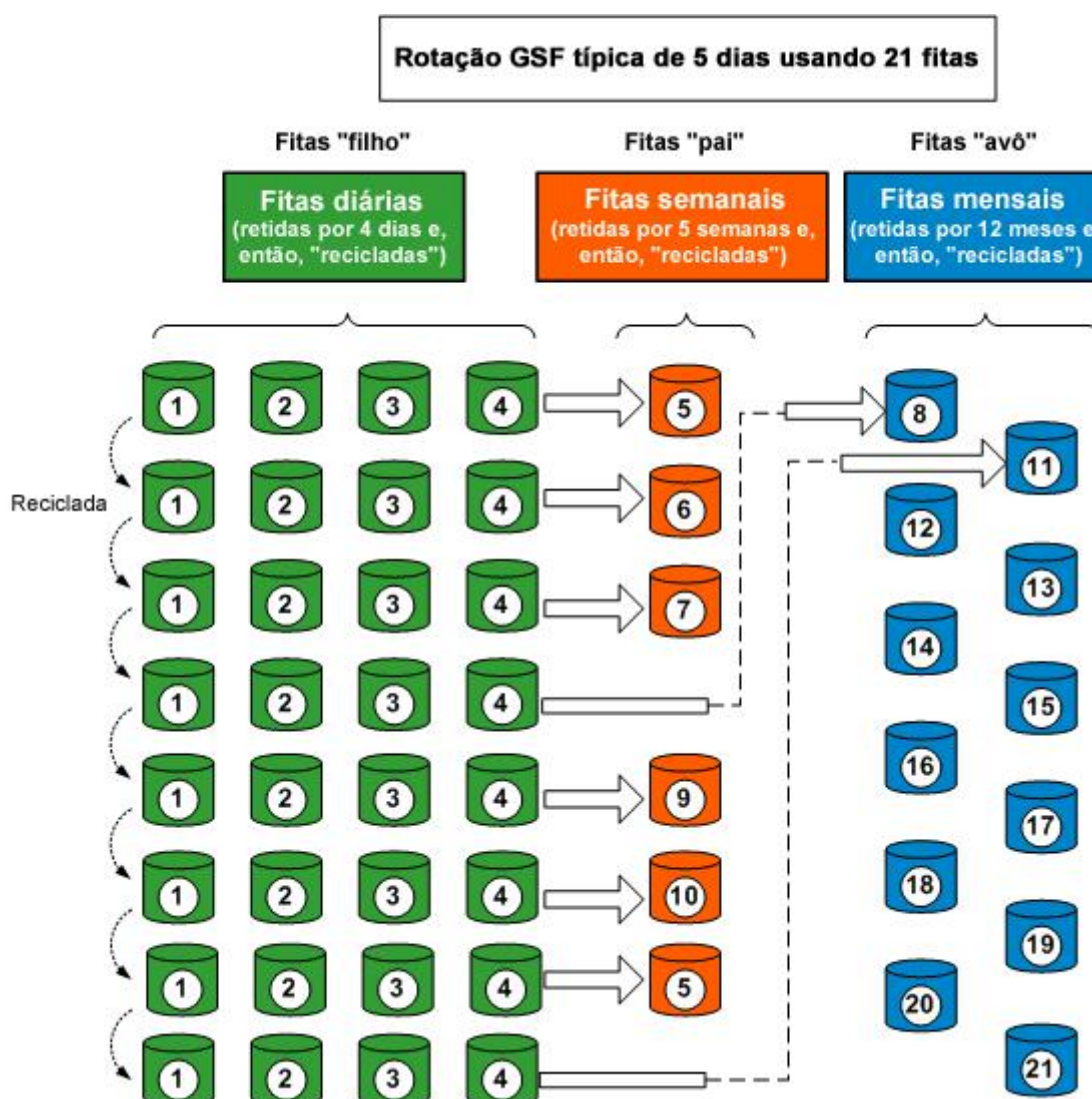 Rotação GSF típica de 5 dias usando 21 fitas
Fitas "filho"
Fitas "pai"
Fitas "avô"
Fitas diárias
(retidas por 4 dias e,
então, "recicladas")
Fitas semanais
(retidas por 5 semanas e,
então, "recicladas")
Fitas mensais
(retidas por 12 meses e
então, "recicladas")
1 2 3 4 5 8
11
Reciclada 1 2 3 4 6 12
13
1 2 3 4 7 14
1 2 3 4 15
1 2 3 4 9 16
17
1 2 3 4 10 18
19
1 2 3 4 5 20
1 2 3 4 21